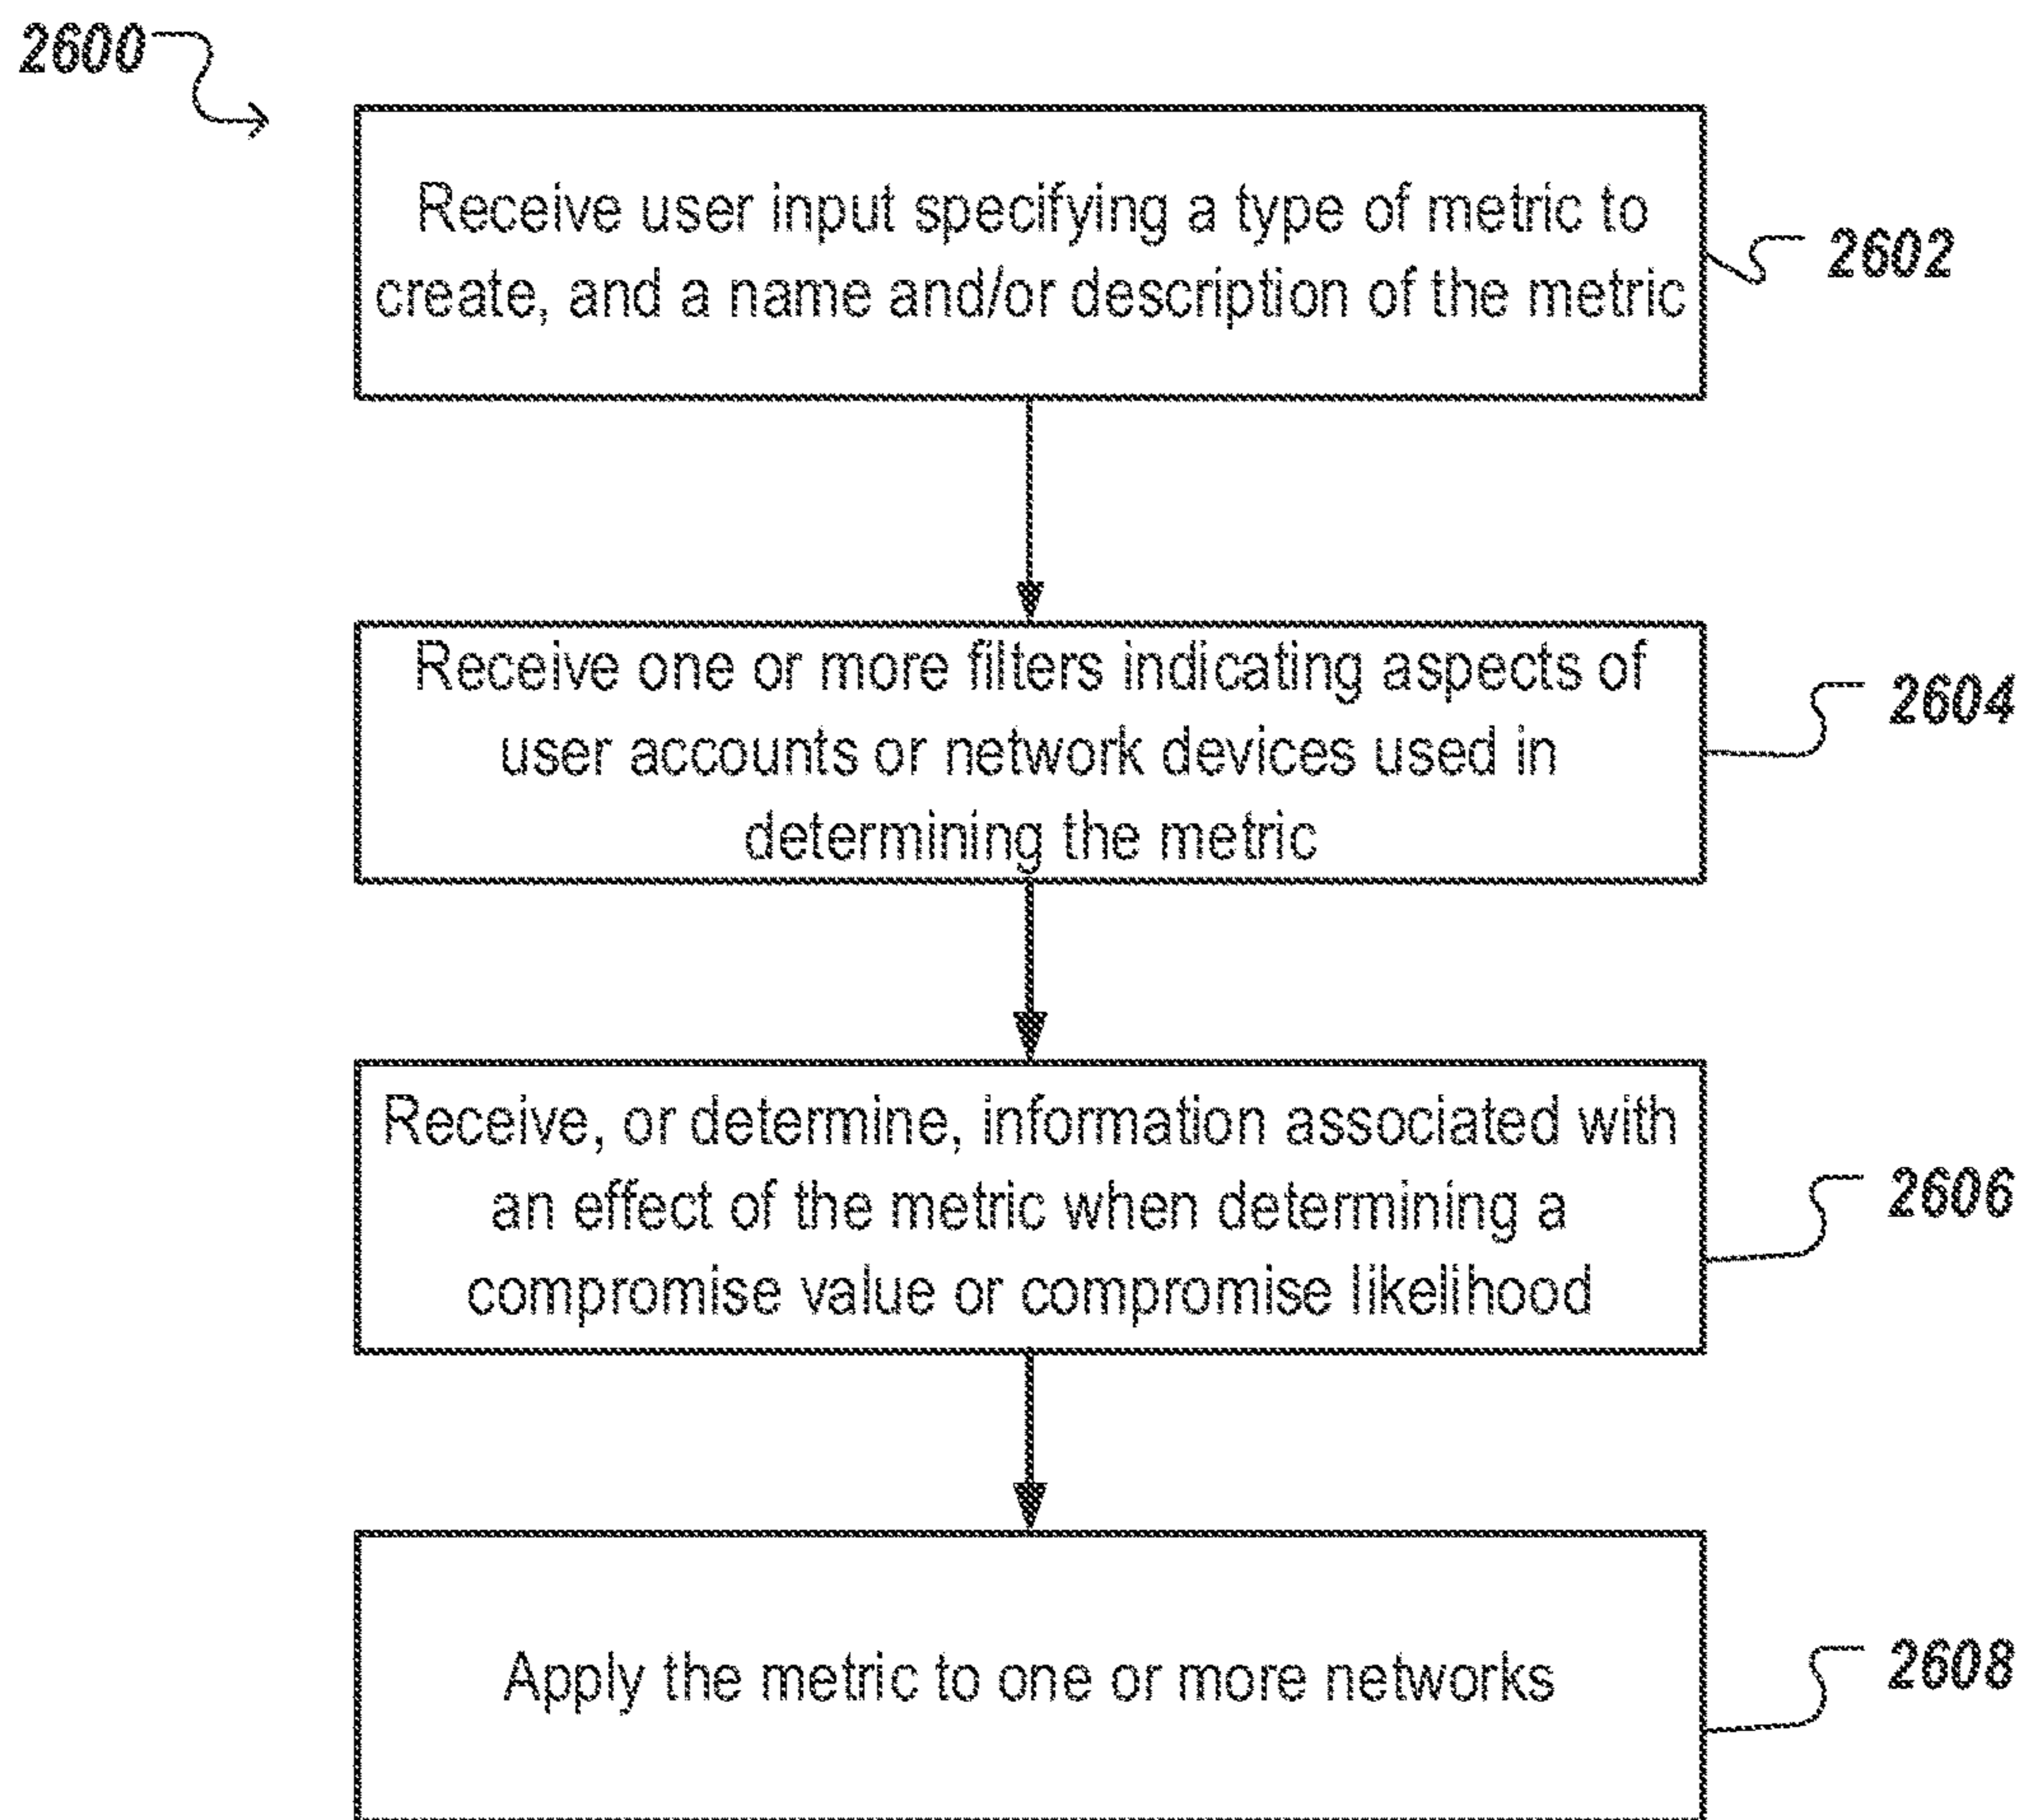 2600
Receive user input specifying a type of metric to
create, and a name and/or description of the metric
2602
Receive one or more filters indicating aspects of
user accounts or network devices used in
determining the metric
2604
Receive, or determine, information associated with
an effect of the metric when determining a
compromise value or compromise likelihood
2606
Apply the metric to one or more networks
2608